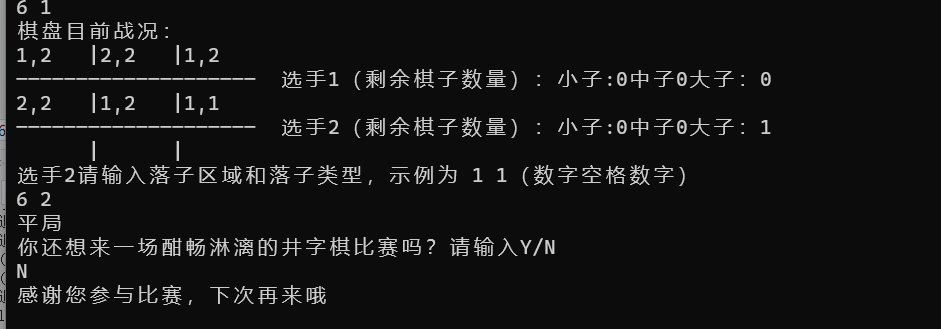 6 1
棋盘目前战况：
1,2   |2,2   |1,2
———————————————————— 选手1（剩余棋子数量）：小子:0中子0大子：0
2,2   |1,2   |1,1
———————————————————— 选手2（剩余棋子数量）：小子:0中子0大子：1
      |      |
选手2请输入落子区域和落子类型，示例为 1 1（数字空格数字）
6 2
平局
你还想来一场酣畅淋漓的井字棋比赛吗？请输入Y/N
N
感谢您参与比赛，下次再来哦